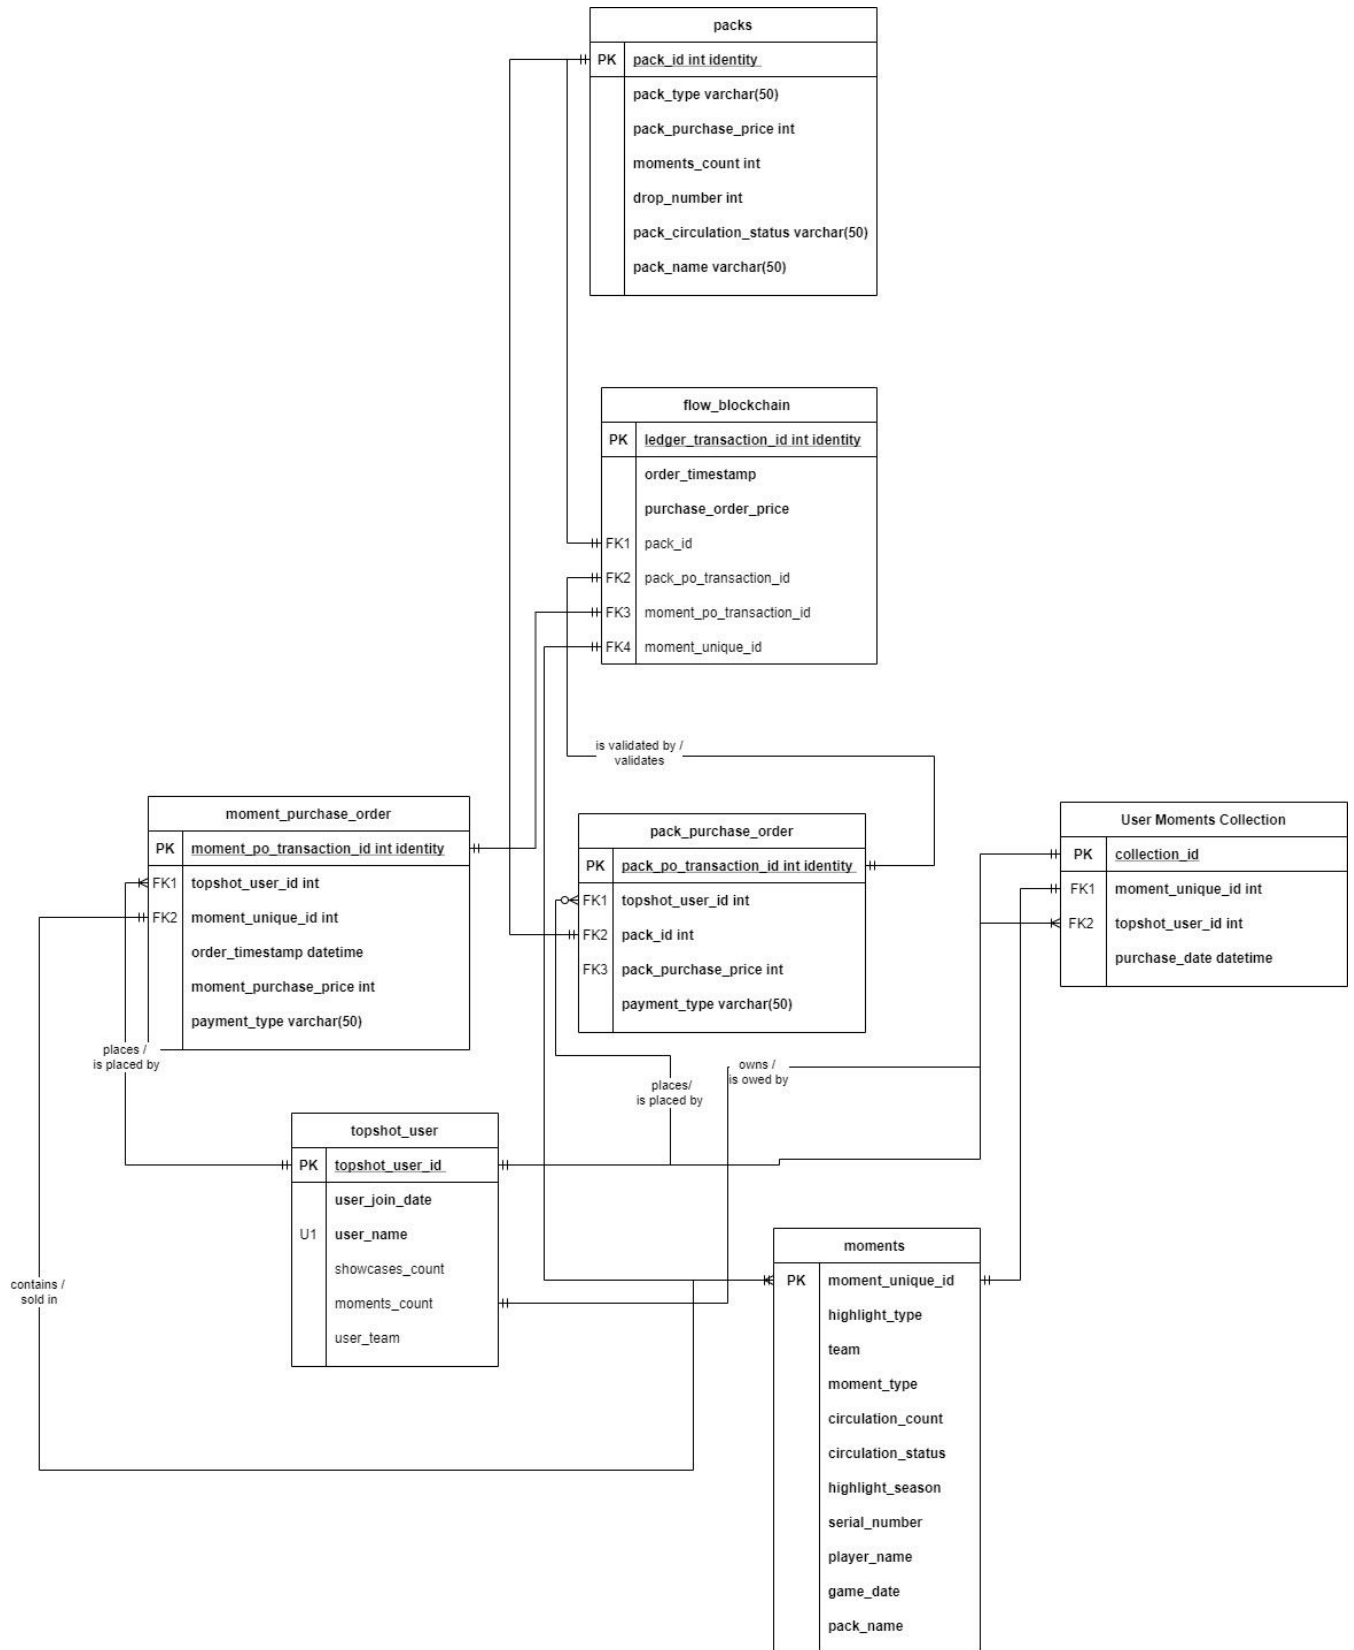 packs
PK pack_id int identity
pack_type varchar(50)
pack_purchase_price int
moments_count int
drop_number int
pack_circulation_status varchar(50)
pack_name varchar(50)
flow_blockchain
PK ledger_transaction_id int identity
order_timestamp
purchase_order_price
FK1 pack_id
FK2 pack_po_transaction_id
FK3 moment_po_transaction_id
FK4 moment_unique_id
is validated by /
validates
moment_purchase_order
PK moment_po_transaction_id int identity
FK1 topshot_user_id int
FK2 moment_unique_id int
order_timestamp datetime
moment_purchase_price int
payment_type varchar(50)
places /
is placed by
pack_purchase_order
PK pack_po_transaction_id int identity
FK1 topshot_user_id int
FK2 pack_id int
FK3 pack_purchase_price int
payment_type varchar(50)
User Moments Collection
PK collection_id
FK1 moment_unique_id int
FK2 topshot_user_id int
purchase_date datetime
places/
is placed by
owns /
is owed by
topshot_user
PK topshot_user_id
user_join_date
U1 user_name
showcases_count
moments_count
user_team
contains /
sold in
moments
PK moment_unique_id
highlight_type
team
moment_type
circulation_count
circulation_status
highlight_season
serial_number
player_name
game_date
pack_name